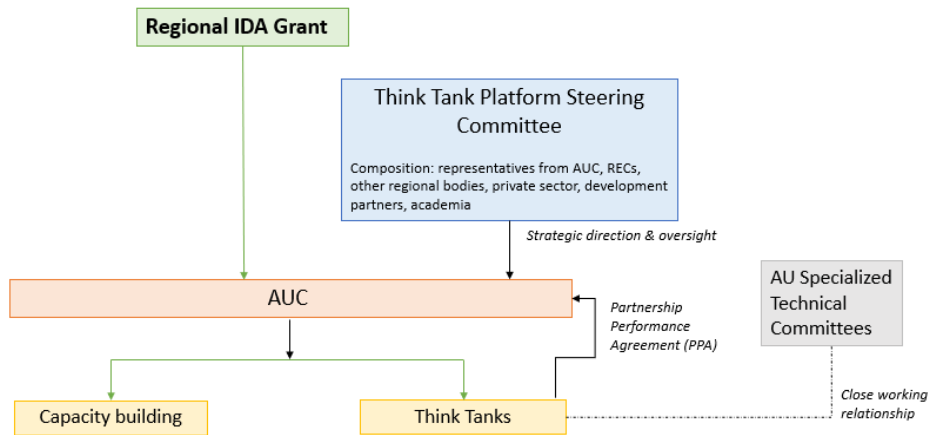 Regional IDA Grant
Think Tank Platform Steering
Committee
Composition: representatives from AUC, RECs,
other regional bodies, private sector, development
partners, academia
Strategic direction & oversight
AUC
Partnership
Performance
Agreement (PPA)
AU Specialized
Technical
Committees
Capacity building
Think Tanks
Close working
relationship